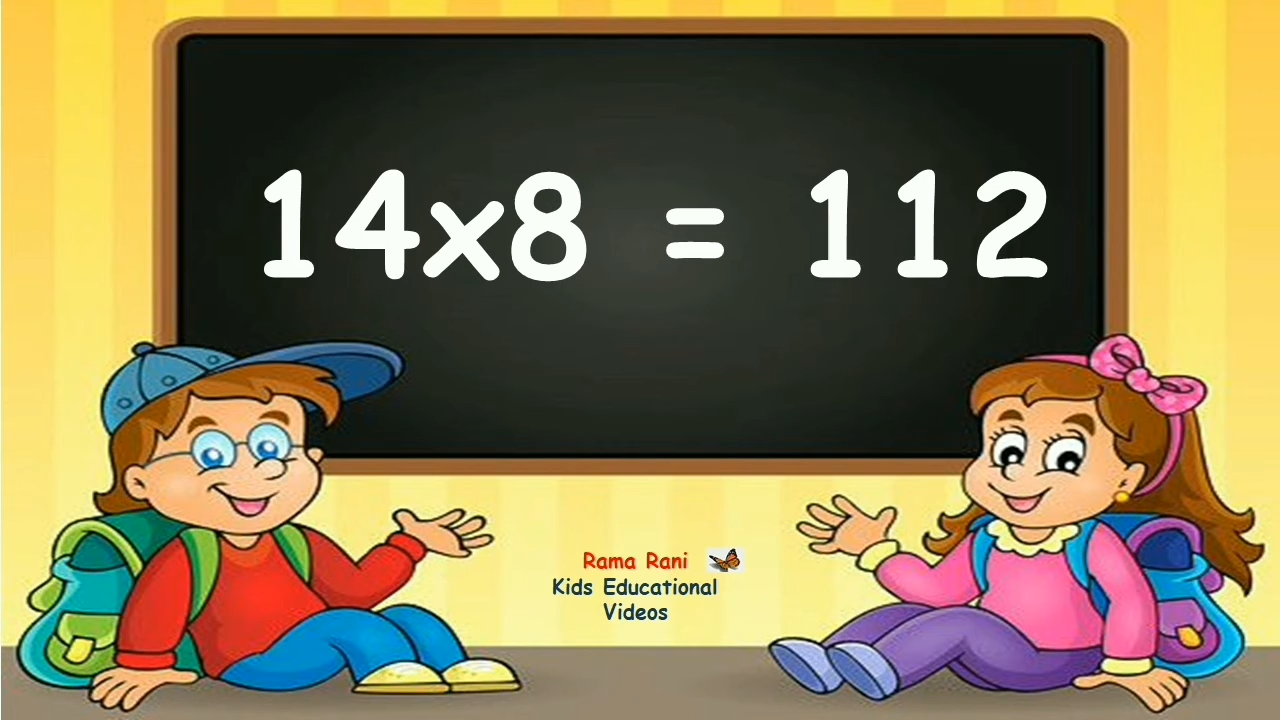 14x8 = 112
Rama Rani
Kids Educational
Videos